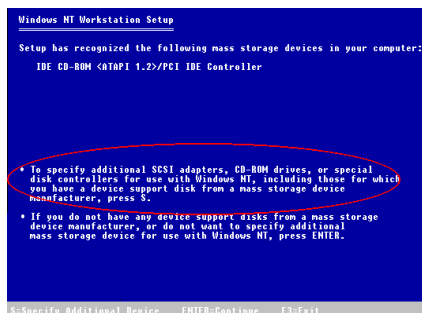 Windows NT Workstation Setup
Setup has recognized the following mass storage devices in your computer:
IDE CD-ROM <ATAPI 1.2>/PCI IDE Controller
• To specify additional SCSI adapters, CD-ROM drives, or special
disk controllers for use with Windows NT, including those for which
you have a device support disk from a mass storage device
manufacturer, press S.
• If you do not have any device support disks from a mass storage
device manufacturer, or do not want to specify additional
mass storage device for use with Windows NT, press ENTER.
S=Specify Additional Device ENTER=Continue F3=Exit